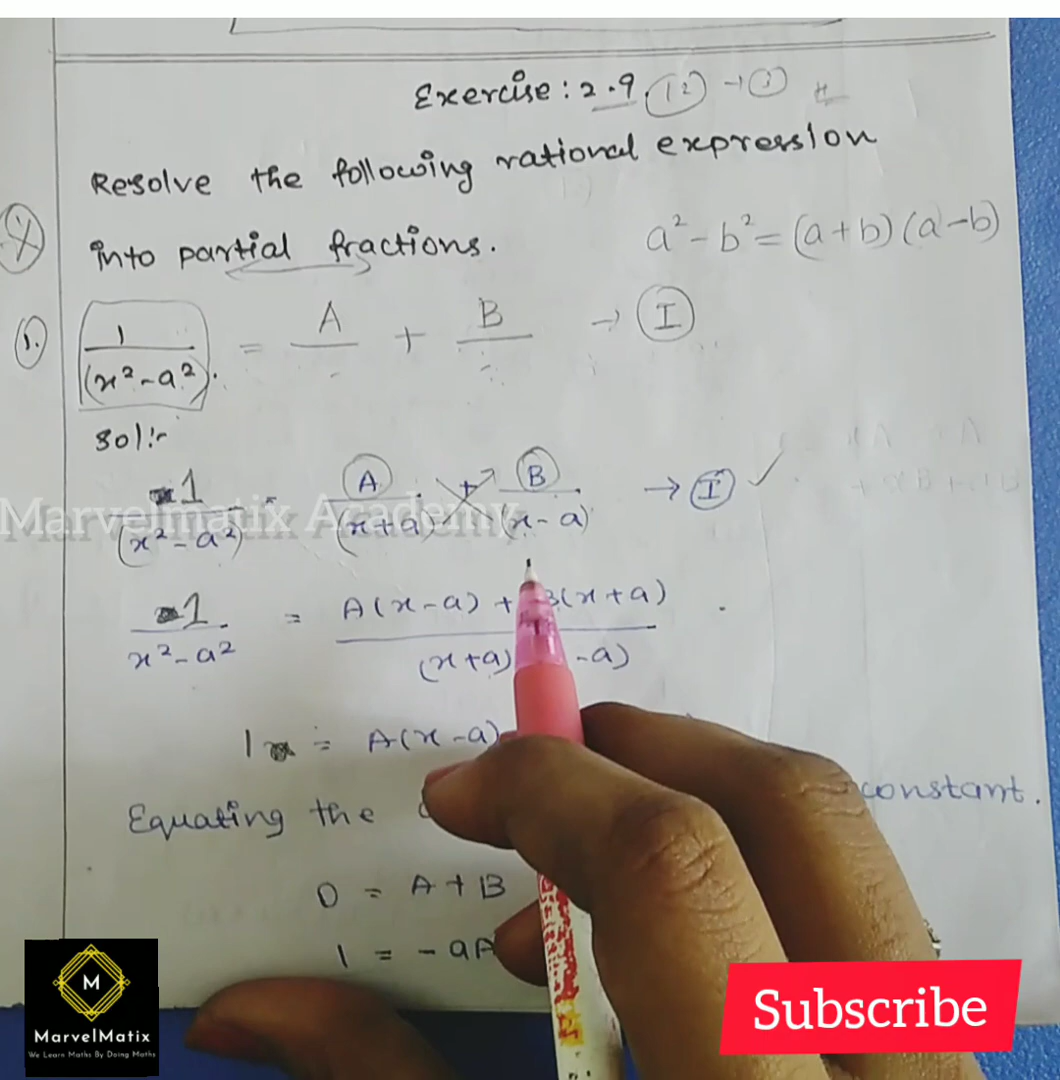 Exercise: 2.9. 12 → 3
Resolve the following rational expression
into partial fractions.
a² - b² = (a+b)(a-b)
1. 1/(x²-a²) = A/ + B/ → I
Sol:-
1/(x²-a²) = A/(x+a) + B/(x-a) → I ✓
Marvelmatix Academy
1/x²-a² = A(x-a) + B(x+a)/(x+a) -a)
1 = A(x-a)
Equating the constant.
0 = A+B
1 = -aA
M
MarvelMatix
We Learn Maths By Doing Maths
Subscribe